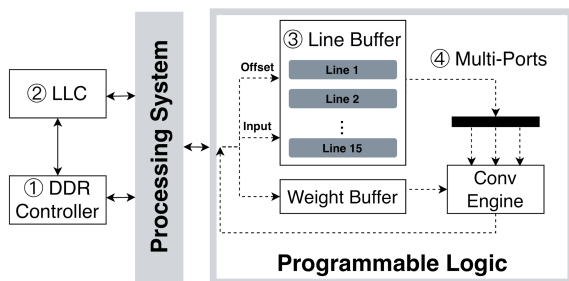 ② LLC
① DDR
Controller
Processing System
③ Line Buffer
Offset
Line 1
Line 2
⋮
Input
Line 15
Weight Buffer
④ Multi-Ports
Conv
Engine
Programmable Logic